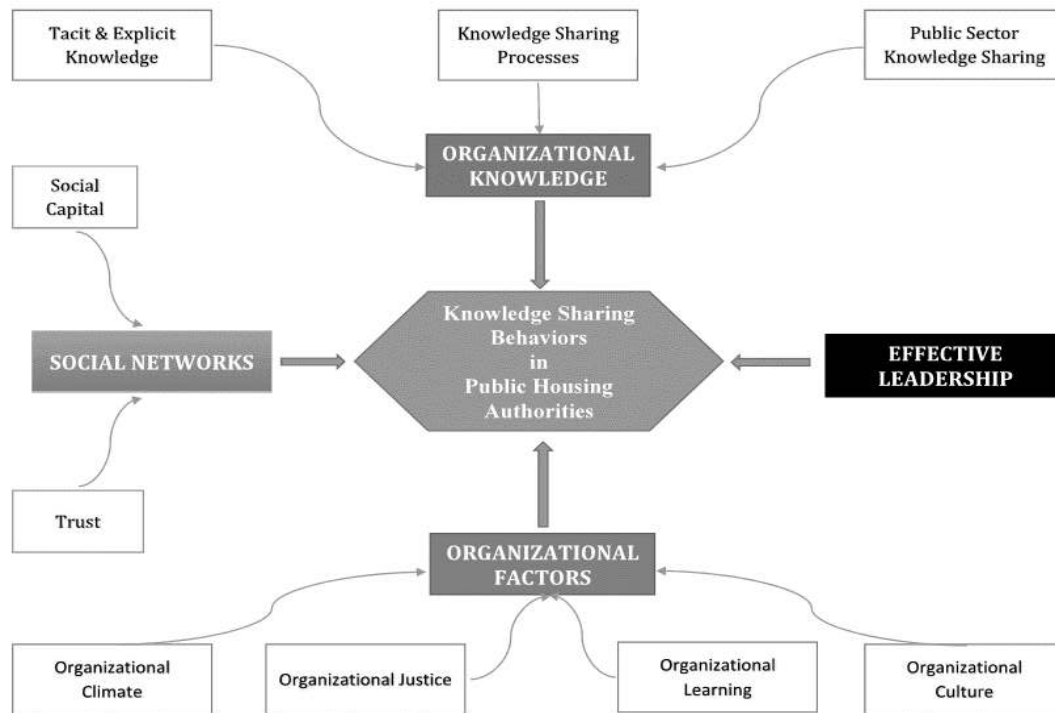 Tacit & Explicit
Knowledge
Knowledge Sharing
Processes
Public Sector
Knowledge Sharing
ORGANIZATIONAL
KNOWLEDGE
Social
Capital
Knowledge Sharing
Behaviors
in
Public Housing
Authorities
SOCIAL NETWORKS
EFFECTIVE
LEADERSHIP
Trust
ORGANIZATIONAL
FACTORS
Organizational
Climate
Organizational Justice
Organizational
Learning
Organizational
Culture